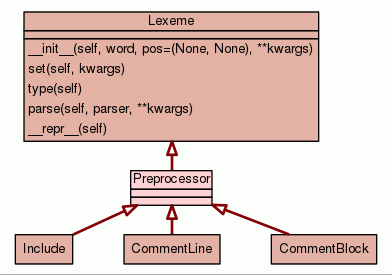 Lexeme
__init__(self, word, pos=(None, None), **kwargs)
set(self, kwargs)
type(self)
parse(self, parser, **kwargs)
__repr__(self)
Preprocessor
Include
CommentLine
CommentBlock